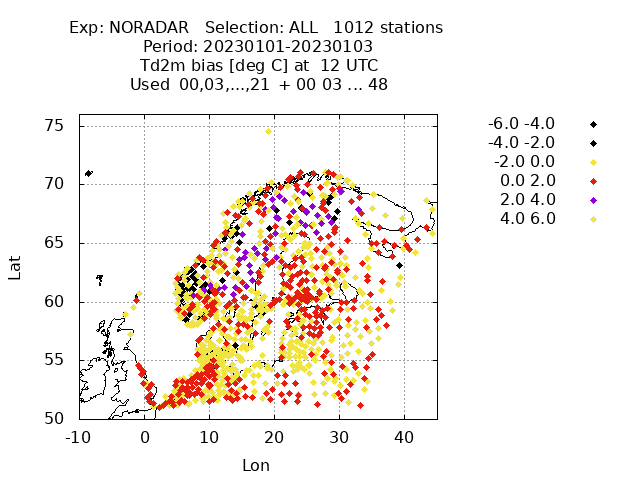 Exp: NORADAR   Selection: ALL   1012 stations
Period: 20230101-20230103
Td2m bias [deg C] at  12 UTC
Used  00,03,...,21  + 00 03 ... 48
-6.0 -4.0
-4.0 -2.0
-2.0 0.0
0.0 2.0
2.0 4.0
4.0 6.0
75
70
65
60
55
50
Lat
-10 0 10 20 30 40
Lon